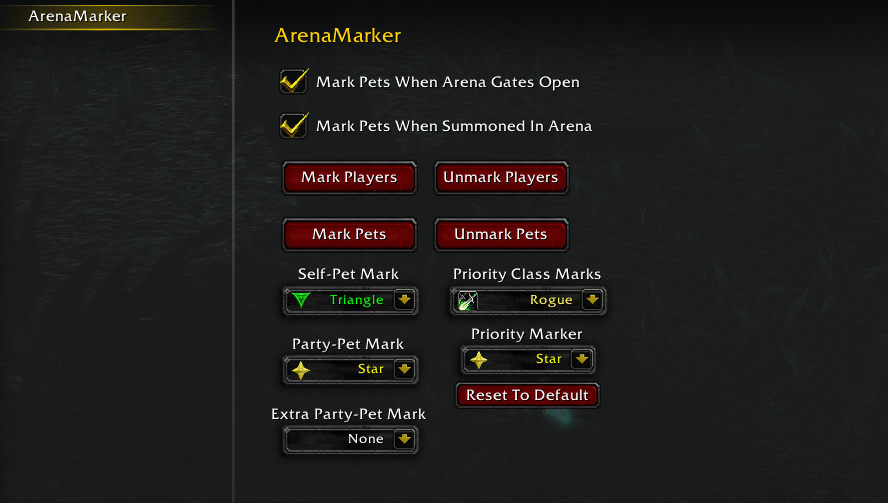 ArenaMarker
ArenaMarker
Mark Pets When Arena Gates Open
Mark Pets When Summoned In Arena
Mark Players
Unmark Players
Mark Pets
Unmark Pets
Self-Pet Mark
Priority Class Marks
Triangle
Rogue
Party-Pet Mark
Priority Marker
Star
Star
Reset To Default
Extra Party-Pet Mark
None